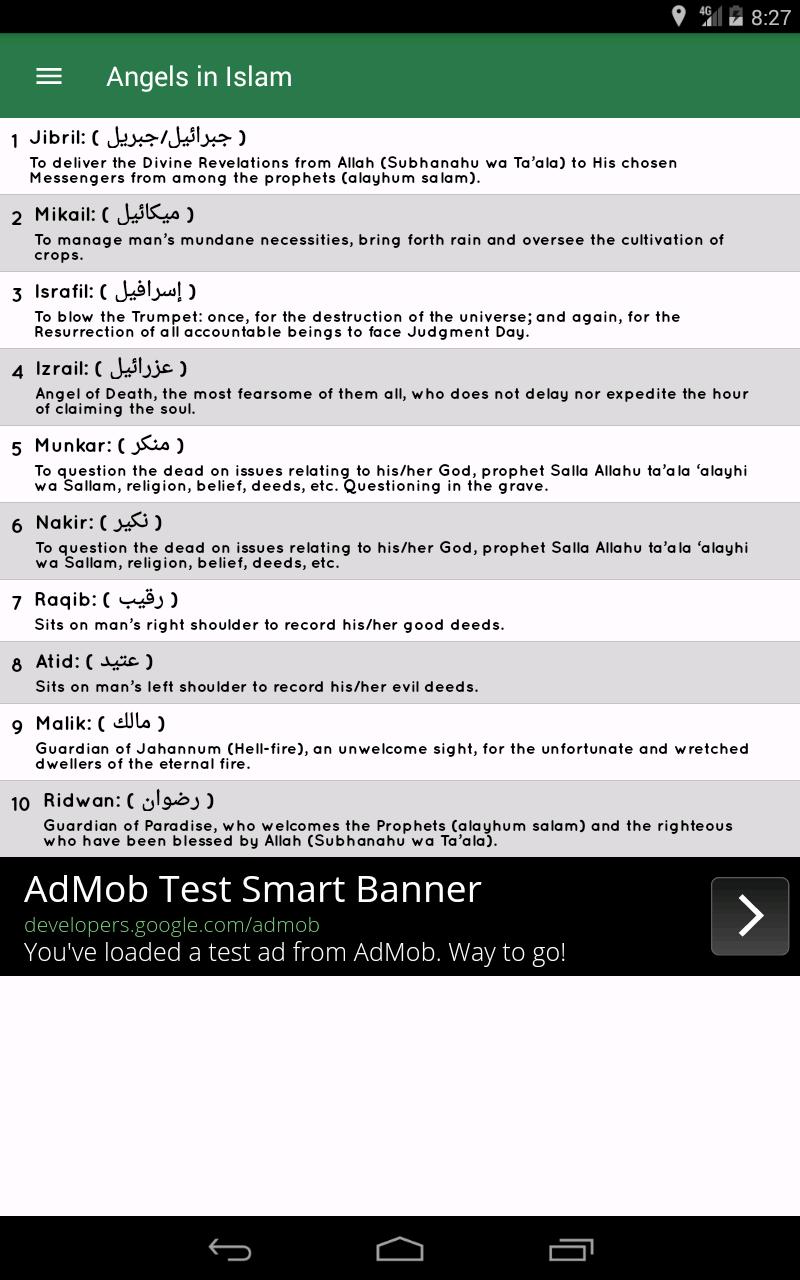 4G 8:27
Angels in Islam
1 Jibril: ( جبرائيل/جبريل )
To deliver the Divine Revelations from Allah (Subhanahu wa Ta’ala) to His chosen
Messengers from among the prophets (alayhum salam).
2 Mikail: ( ميكائيل )
To manage man’s mundane necessities, bring forth rain and oversee the cultivation of
crops.
3 Israfil: ( إسرافيل )
To blow the Trumpet: once, for the destruction of the universe; and again, for the
Resurrection of all accountable beings to face Judgment Day.
4 Izrail: ( عزرائيل )
Angel of Death, the most fearsome of them all, who does not delay nor expedite the hour
of claiming the soul.
5 Munkar: ( منكر )
To question the dead on issues relating to his/her God, prophet Salla Allahu ta’ala ‘alayhi
wa Sallam, religion, belief, deeds, etc. Questioning in the grave.
6 Nakir: ( نكير )
To question the dead on issues relating to his/her God, prophet Salla Allahu ta’ala ‘alayhi
wa Sallam, religion, belief, deeds, etc.
7 Raqib: ( رقيب )
Sits on man’s right shoulder to record his/her good deeds.
8 Atid: ( عتيد )
Sits on man’s left shoulder to record his/her evil deeds.
9 Malik: ( مالك )
Guardian of Jahannum (Hell-fire), an unwelcome sight, for the unfortunate and wretched
dwellers of the eternal fire.
10 Ridwan: ( رضوان )
Guardian of Paradise, who welcomes the Prophets (alayhum salam) and the righteous
who have been blessed by Allah (Subhanahu wa Ta’ala).
AdMob Test Smart Banner
developers.google.com/admob
You've loaded a test ad from AdMob. Way to go!